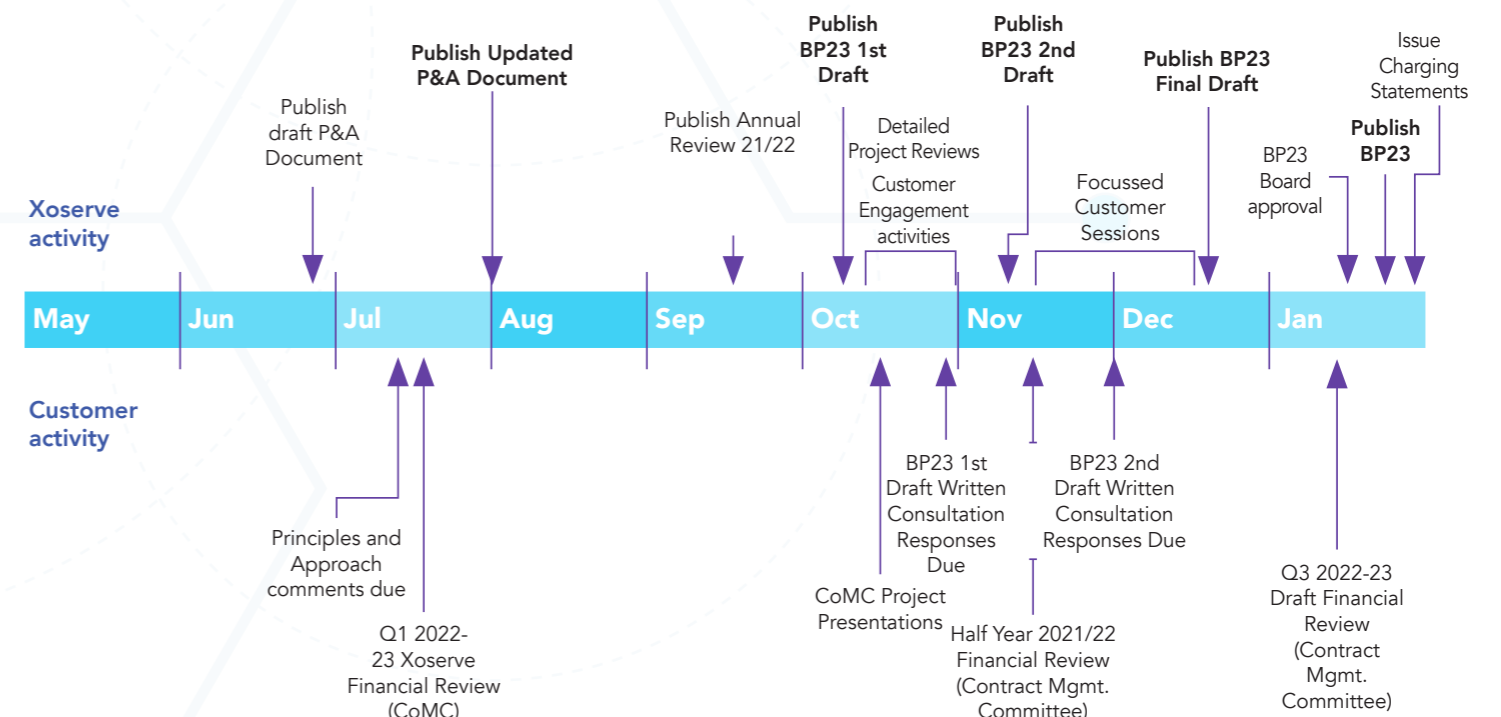 Publish
draft P&A
Document
Publish Updated
P&A Document
Publish Annual
Review 21/22
Publish
BP23 1st
Draft
Detailed
Project Reviews
Customer
Engagement
activities
Publish
BP23 2nd
Draft
Focussed
Customer
Sessions
Publish BP23
Final Draft
BP23
Board
approval
Publish
BP23
Issue
Charging
Statements
Xoserve
activity
May
Jun
Jul
Aug
Sep
Oct
Nov
Dec
Jan
Customer
activity
Principles and
Approach
comments due
Q1 2022-
23 Xoserve
Financial Review
(CoMC)
CoMC Project
Presentations
BP23 1st
Draft Written
Consultation
Responses
Due
Half Year 2021/22
Financial Review
(Contract Mgmt.
Committee)
BP23 2nd
Draft Written
Consultation
Responses Due
Q3 2022-23
Draft Financial
Review
(Contract
Mgmt.
Committee)